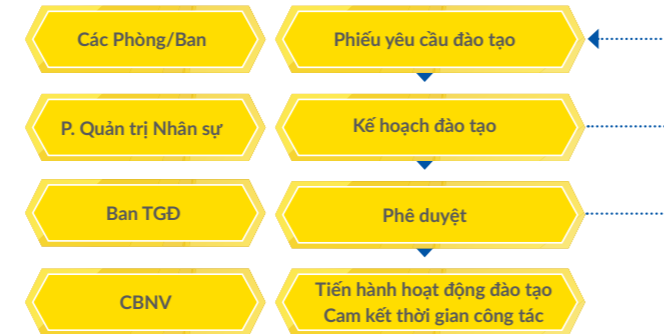 Các Phòng/Ban
Phiếu yêu cầu đào tạo
P. Quản trị Nhân sự
Kế hoạch đào tạo
Ban TGĐ
Phê duyệt
CBNV
Tiến hành hoạt động đào tạo
Cam kết thời gian công tác